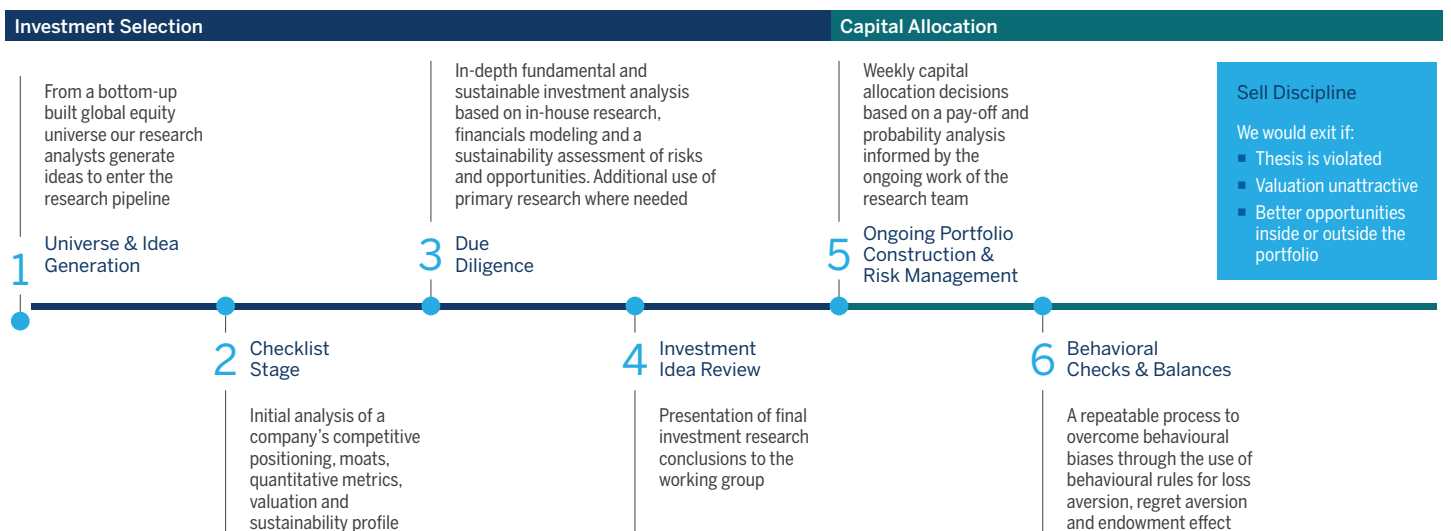 Investment Selection
Capital Allocation
From a bottom-up
built global equity
universe our research
analysts generate
ideas to enter the
research pipeline
1
Universe & Idea
Generation
In-depth fundamental and
sustainable investment analysis
based on in-house research,
financials modeling and a
sustainability assessment of risks
and opportunities. Additional use of
primary research where needed
3
Due
Diligence
Weekly capital
allocation decisions
based on a pay-off and
probability analysis
informed by the
ongoing work of the
research team
5
Ongoing Portfolio
Construction &
Risk Management
Sell Discipline
We would exit if:
■ Thesis is violated
■ Valuation unattractive
■ Better opportunities
inside or outside the
portfolio
2
Checklist
Stage
Initial analysis of a
company's competitive
positioning, moats,
quantitative metrics,
valuation and
sustainability profile
4
Investment
Idea Review
Presentation of final
investment research
conclusions to the
working group
6
Behavioral
Checks & Balances
A repeatable process to
overcome behavioural
biases through the use of
behavioural rules for loss
aversion, regret aversion
and endowment effect